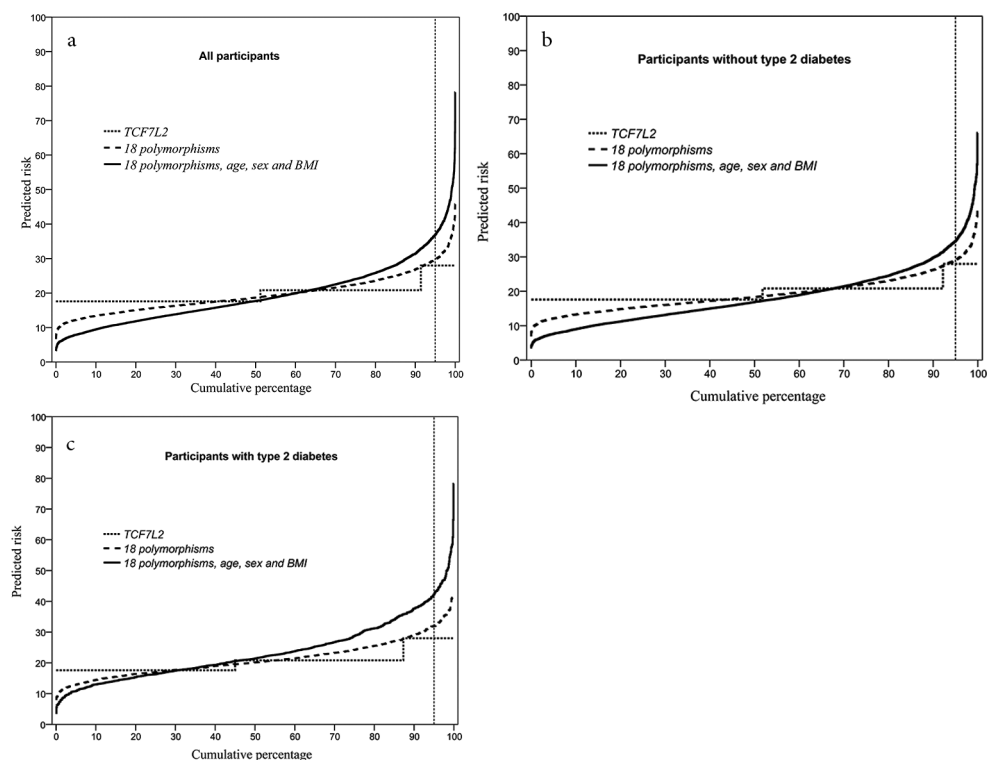 a
All participants
TCF7L2
18 polymorphisms
18 polymorphisms, age, sex and BMI
Predicted risk
100
90
80
70
60
50
40
30
20
10
0
0 10 20 30 40 50 60 70 80 90 100
Cumulative percentage
b
Participants without type 2 diabetes
TCF7L2
18 polymorphisms
18 polymorphisms, age, sex and BMI
Predicted risk
100
90
80
70
60
50
40
30
20
10
0
0 10 20 30 40 50 60 70 80 90 100
Cumulative percentage
c
Participants with type 2 diabetes
TCF7L2
18 polymorphisms
18 polymorphisms, age, sex and BMI
Predicted risk
100
90
80
70
60
50
40
30
20
10
0
0 10 20 30 40 50 60 70 80 90 100
Cumulative percentage